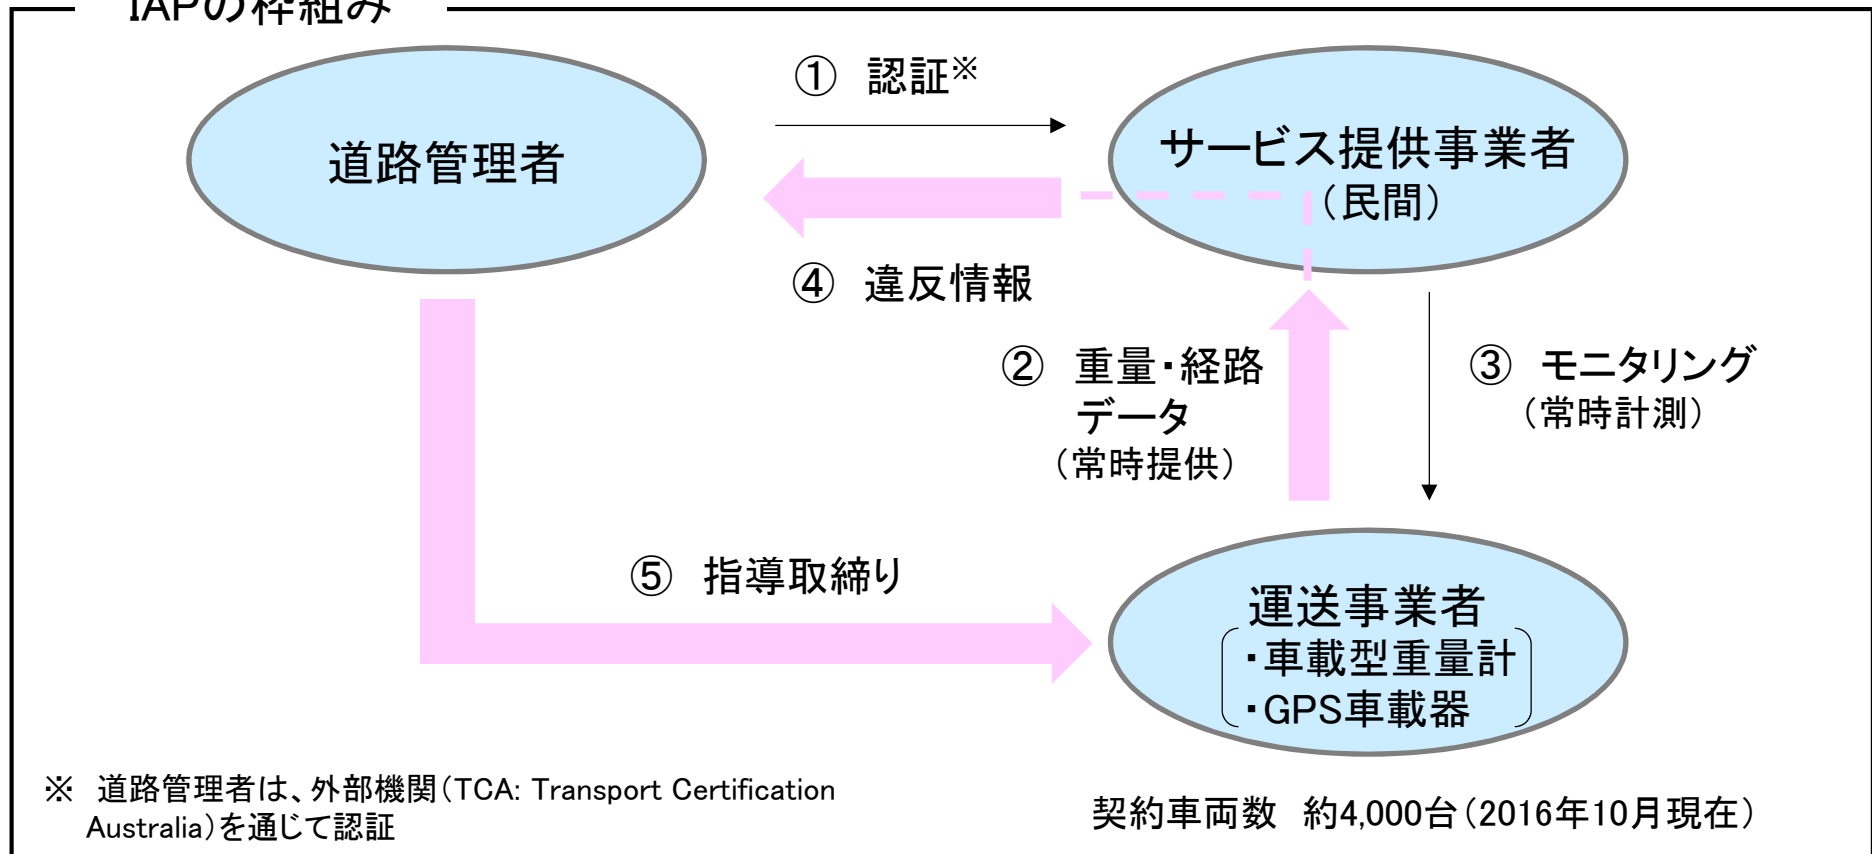 IAPの枠組み
① 認証※
道路管理者
サービス提供事業者
（民間）
④ 違反情報
② 重量・経路
データ
（常時提供）
③ モニタリング
（常時計測）
⑤ 指導取締り
運送事業者
・車載型重量計
・GPS車載器
※ 道路管理者は、外部機関（TCA: Transport Certification
Australia）を通じて認証
契約車両数 約4,000台（2016年10月現在）